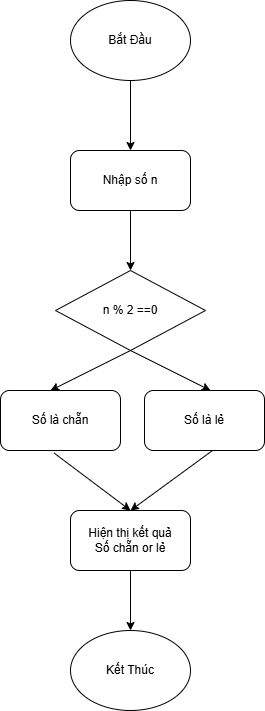 Bắt Đầu
Nhập số n
n % 2 ==0
Số là chẵn
Số là lẻ
Hiện thị kết quả
Số chẵn or lẻ
Kết Thúc